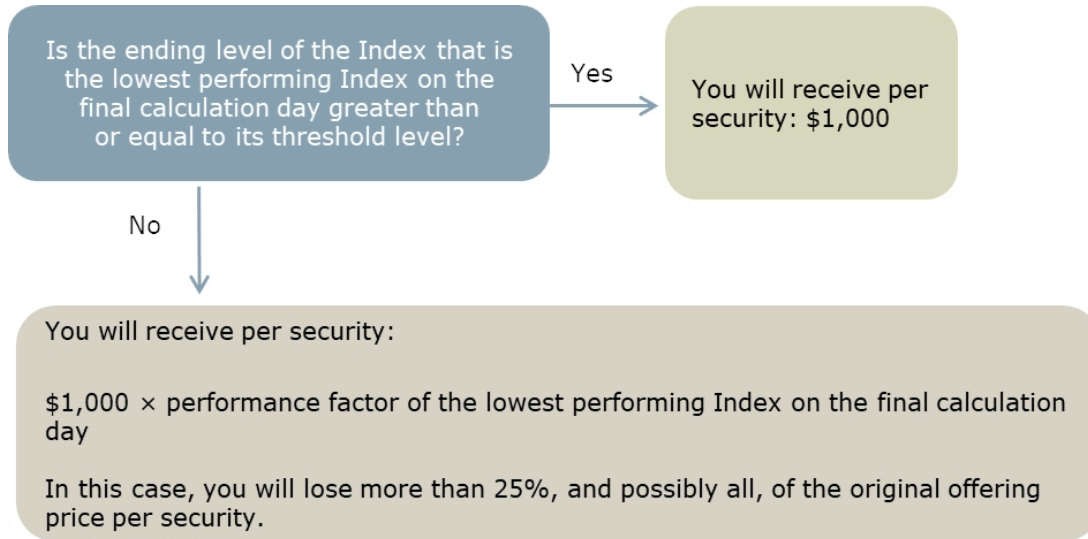 Is the ending level of the Index that is
the lowest performing Index on the
final calculation day greater than
or equal to its threshold level?
Yes
You will receive per
security: $1,000
No
You will receive per security:
$1,000 × performance factor of the lowest performing Index on the final calculation
day
In this case, you will lose more than 25%, and possibly all, of the original offering
price per security.